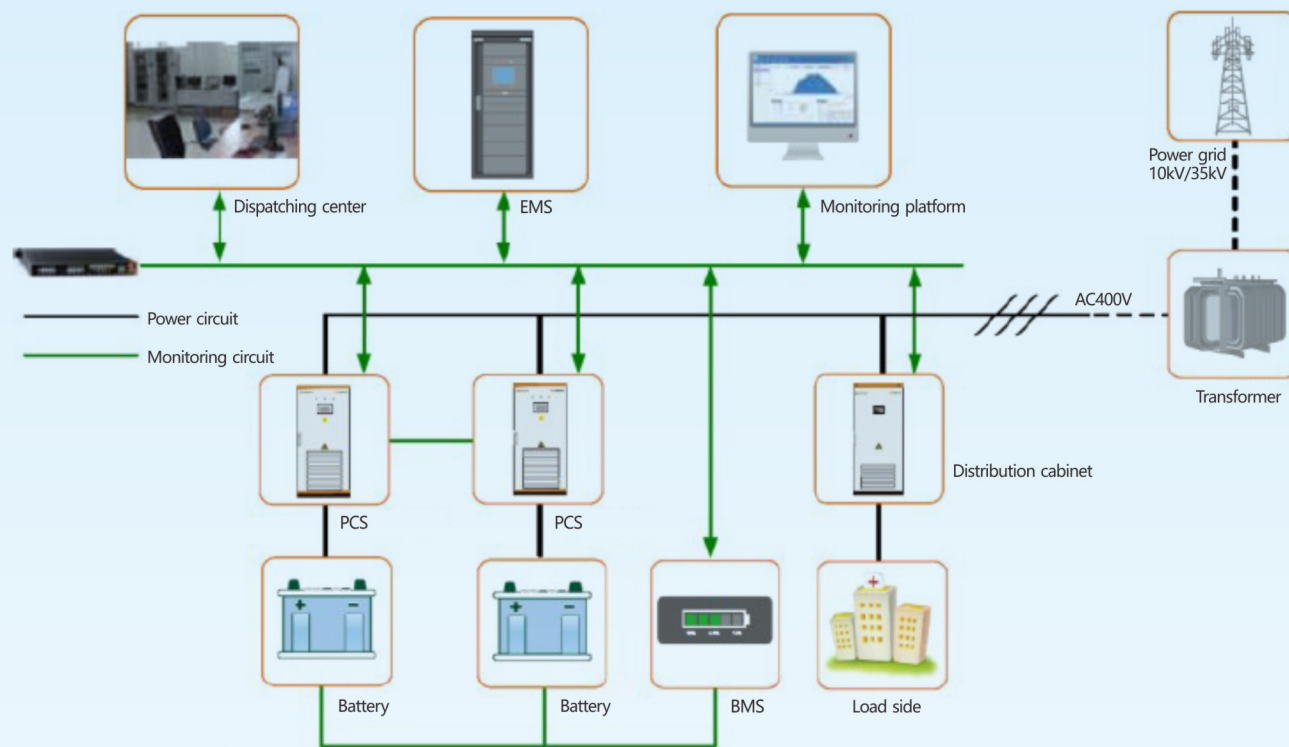 Dispatching center
EMS
Monitoring platform
Power grid
10kV/35kV
AC400V
Power circuit
Monitoring circuit
Transformer
Distribution cabinet
PCS
PCS
Battery
Battery
BMS
Load side